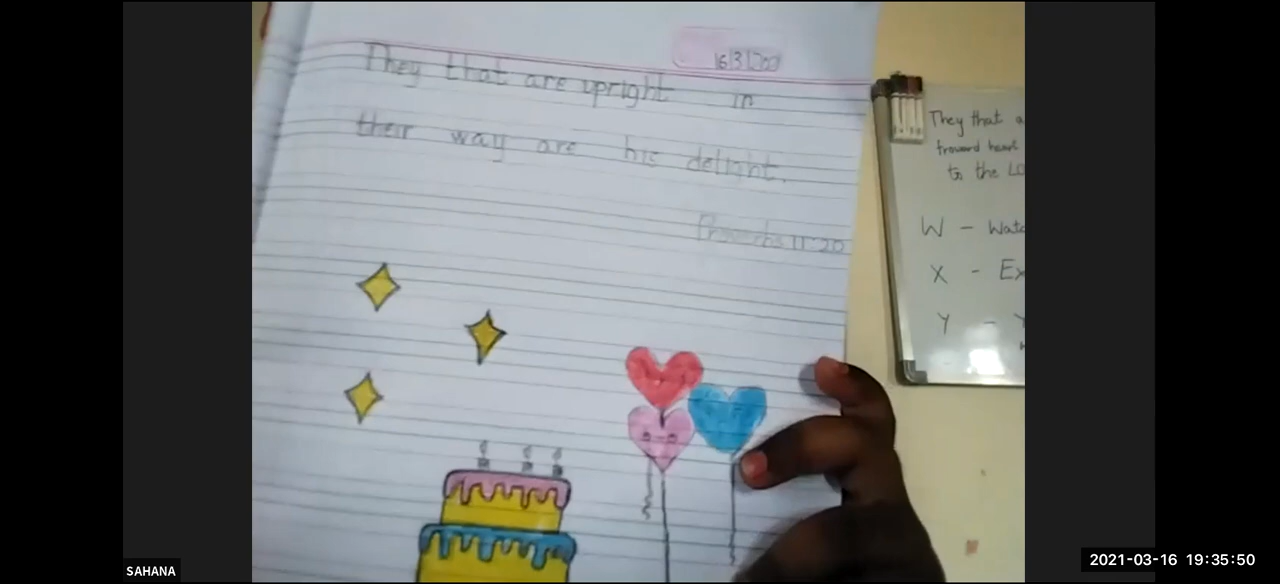 16/3/2021
They that are upright in
their way are his delight.
Proverbs 11:20
They that a
froward heart
to the LO
W - Watc
X - Ex
Y - Y
SAHANA
2021-03-16 19:35:50